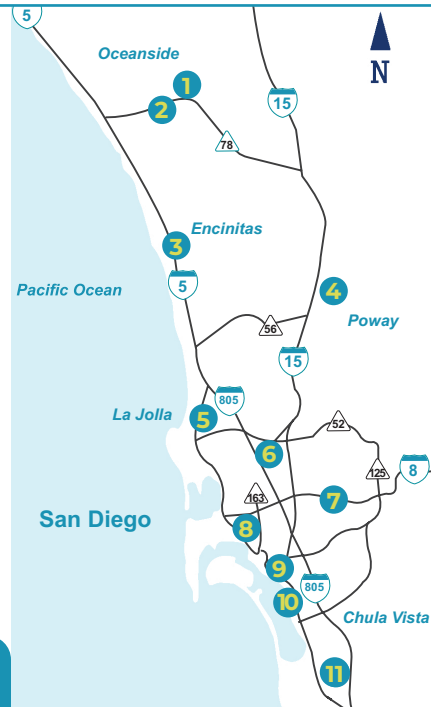 5
Oceanside
N
1
2
15
78
Encinitas
3
5
Pacific Ocean
4
Poway
56
15
805
La Jolla
5
52
6
125
8
163
7
San Diego
8
9
805
10
Chula Vista
11